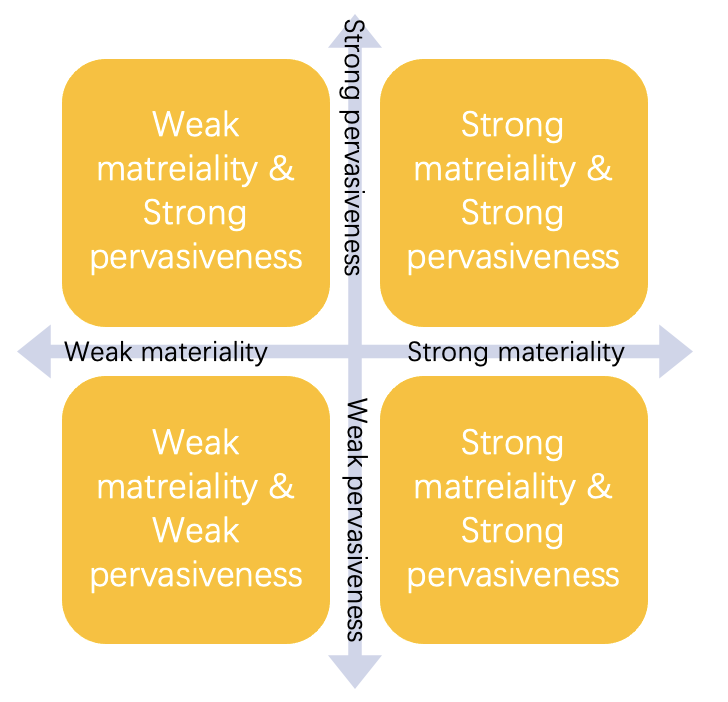 Strong pervasiveness
Weak
matreiality &
Strong
pervasiveness
Strong
matreiality &
Strong
pervasiveness
Weak materiality
Strong materiality
Weak
matreiality &
Weak
pervasiveness
Weak pervasiveness
Strong
matreiality &
Strong
pervasiveness